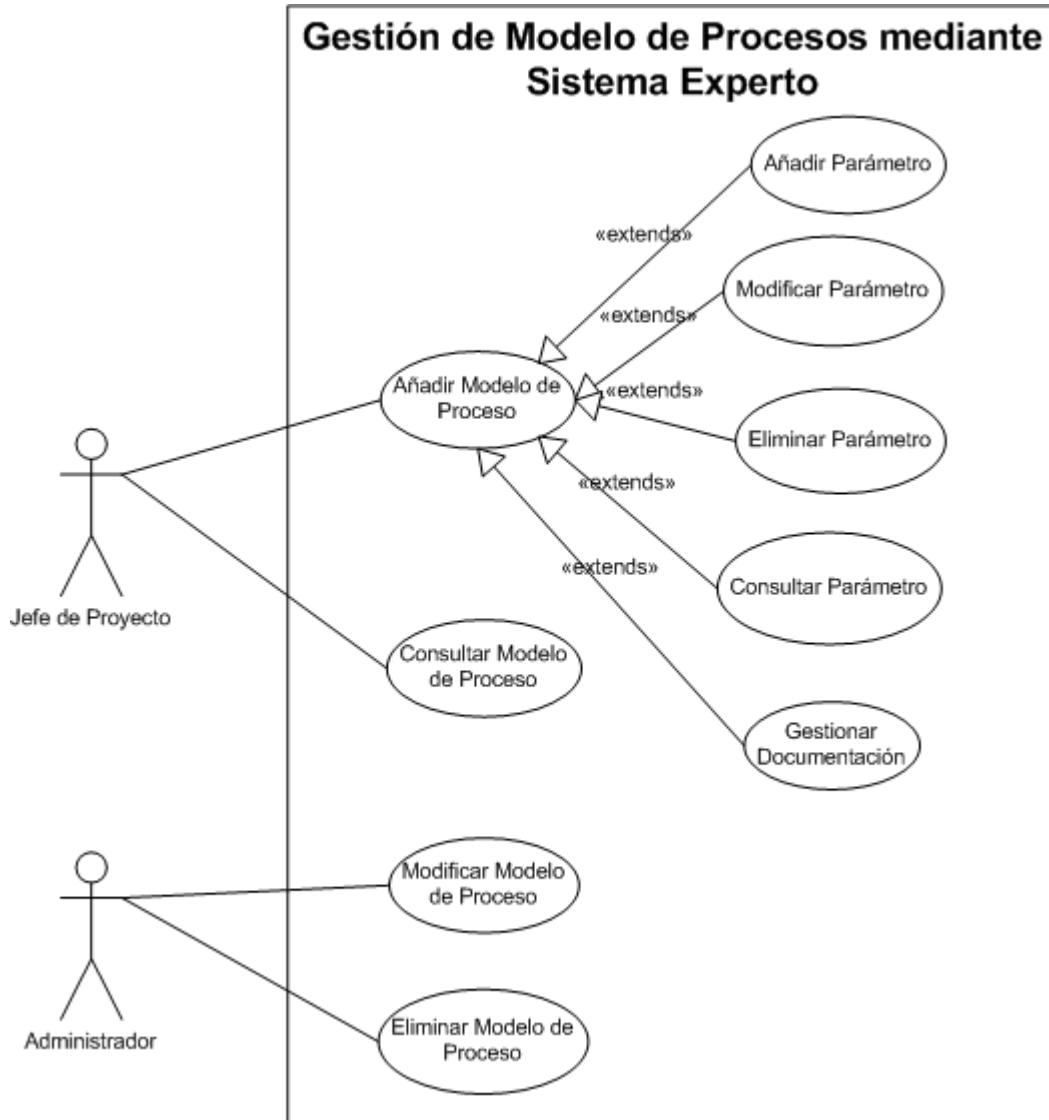 Gestión de Modelo de Procesos mediante
Sistema Experto
Añadir Parámetro
«extends»
Modificar Parámetro
«extends»
Añadir Modelo de
Proceso
«extends»
Eliminar Parámetro
«extends»
Consultar Parámetro
«extends»
Jefe de Proyecto
Consultar Modelo
de Proceso
Gestionar
Documentación
Modificar Modelo
de Proceso
Administrador
Eliminar Modelo de
Proceso